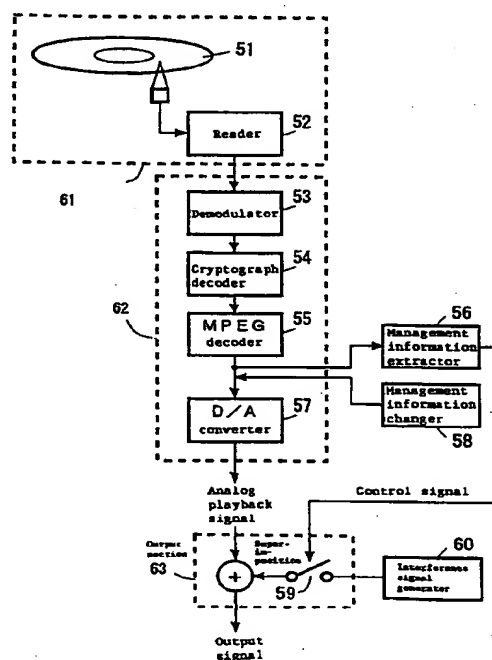 51
52
Reader
61
53
Demodulator
54
Cryptograph
decoder
62
55
MPEG
decoder
56
Management
information
extractor
57
D/A
converter
Management
information
changer
58
Analog
playback
signal
Control signal
Output
section
63
Super-
im-
position
+
59
60
Interference
signal
generator
Output
signal